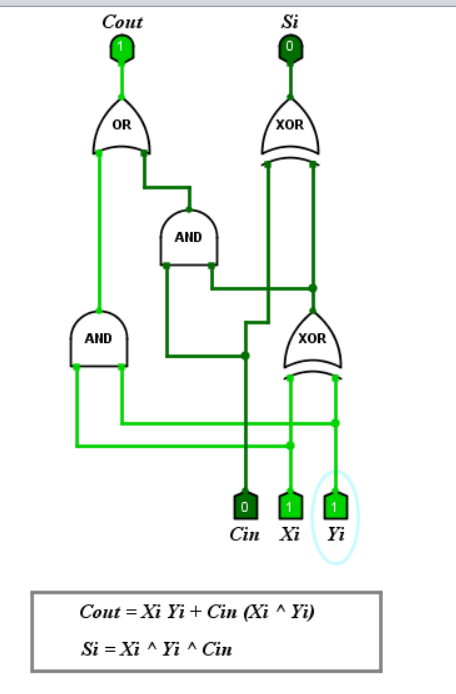 Cout Si
1 0
OR XOR
AND
AND XOR
0 1 1
Cin Xi Yi
Cout = Xi Yi + Cin (Xi ^ Yi)
Si = Xi ^ Yi ^ Cin